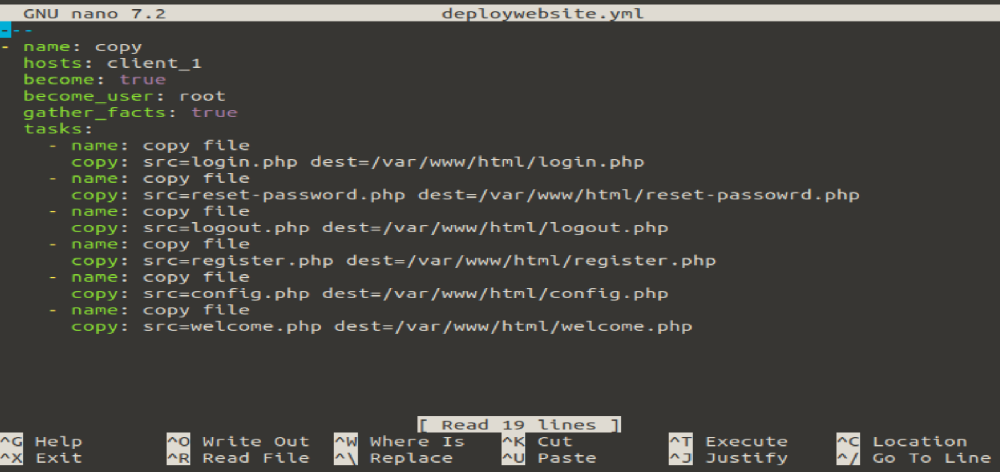 GNU nano 7.2 deploywebsite.yml
---
- name: copy
  hosts: client_1
  become: true
  become_user: root
  gather_facts: true
  tasks:
    - name: copy file
      copy: src=login.php dest=/var/www/html/login.php
    - name: copy file
      copy: src=reset-password.php dest=/var/www/html/reset-passowrd.php
    - name: copy file
      copy: src=logout.php dest=/var/www/html/logout.php
    - name: copy file
      copy: src=register.php dest=/var/www/html/register.php
    - name: copy file
      copy: src=config.php dest=/var/www/html/config.php
    - name: copy file
      copy: src=welcome.php dest=/var/www/html/welcome.php
[ Read 19 lines ]
^G Help ^O Write Out ^W Where Is ^K Cut ^T Execute ^C Location
^X Exit ^R Read File ^\ Replace ^U Paste ^J Justify ^/ Go To Line